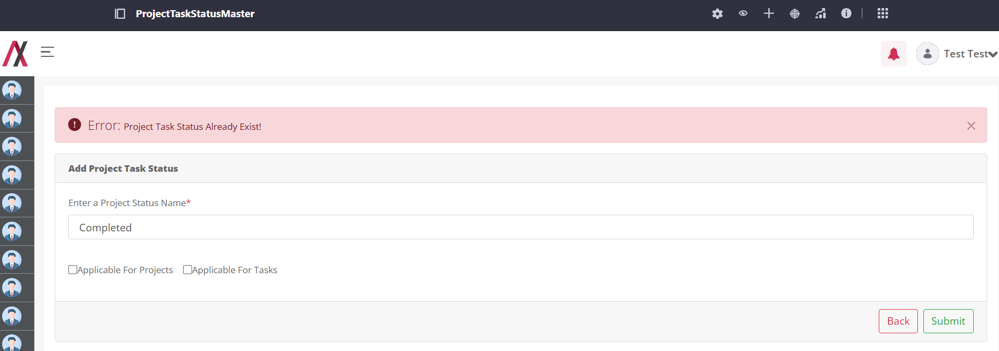 ProjectTaskStatusMaster
Test Test
Error: Project Task Status Already Exist!
Add Project Task Status
Enter a Project Status Name*
Completed
Applicable For Projects Applicable For Tasks
Back Submit